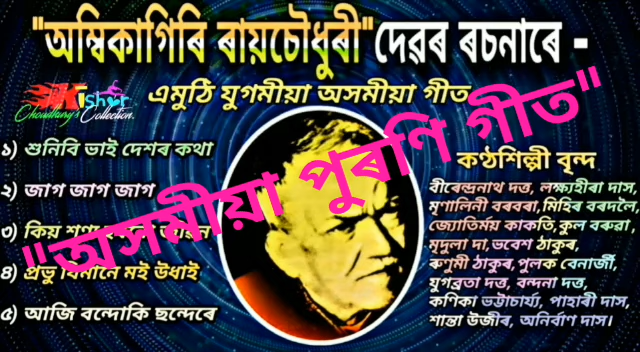 "অম্বিকাগিৰি ৰায়চৌধুৰী" দেৱৰ ৰচনাৰে -
এমুঠি যুগমীয়া অসমীয়া গীত
Kishor
Choudhury's Collection.
"অসমীয়া পুৰণি গীত"
১) শুনিবি ভাই দেশৰ কথা
২) জাগ জাগ জাগ
৩) কিয়
৪) প্ৰভু মই উধাই
৫) আজি বন্দোকি ছন্দেৰে
কণ্ঠশিল্পী বৃন্দ
বীৰেন্দ্ৰনাথ দত্ত, লক্ষ্যহীৰা দাস,
মৃণালিনী বৰবৰা, মিহিৰ বৰদলৈ,
জ্যোতিৰ্ময় কাকতি, কুল বৰুৱা,
মৃদুলা দা, ভবেশ ঠাকুৰ,
ৰুণুমী ঠাকুৰ, পুলক বেনাৰ্জী,
যুগব্ৰতা দত্ত, বন্দনা দত্ত,
কণিকা ভট্টাচাৰ্য্য, পাহাৰী দাস,
শান্তা উজীৰ, অনিৰ্বাণ দাস।